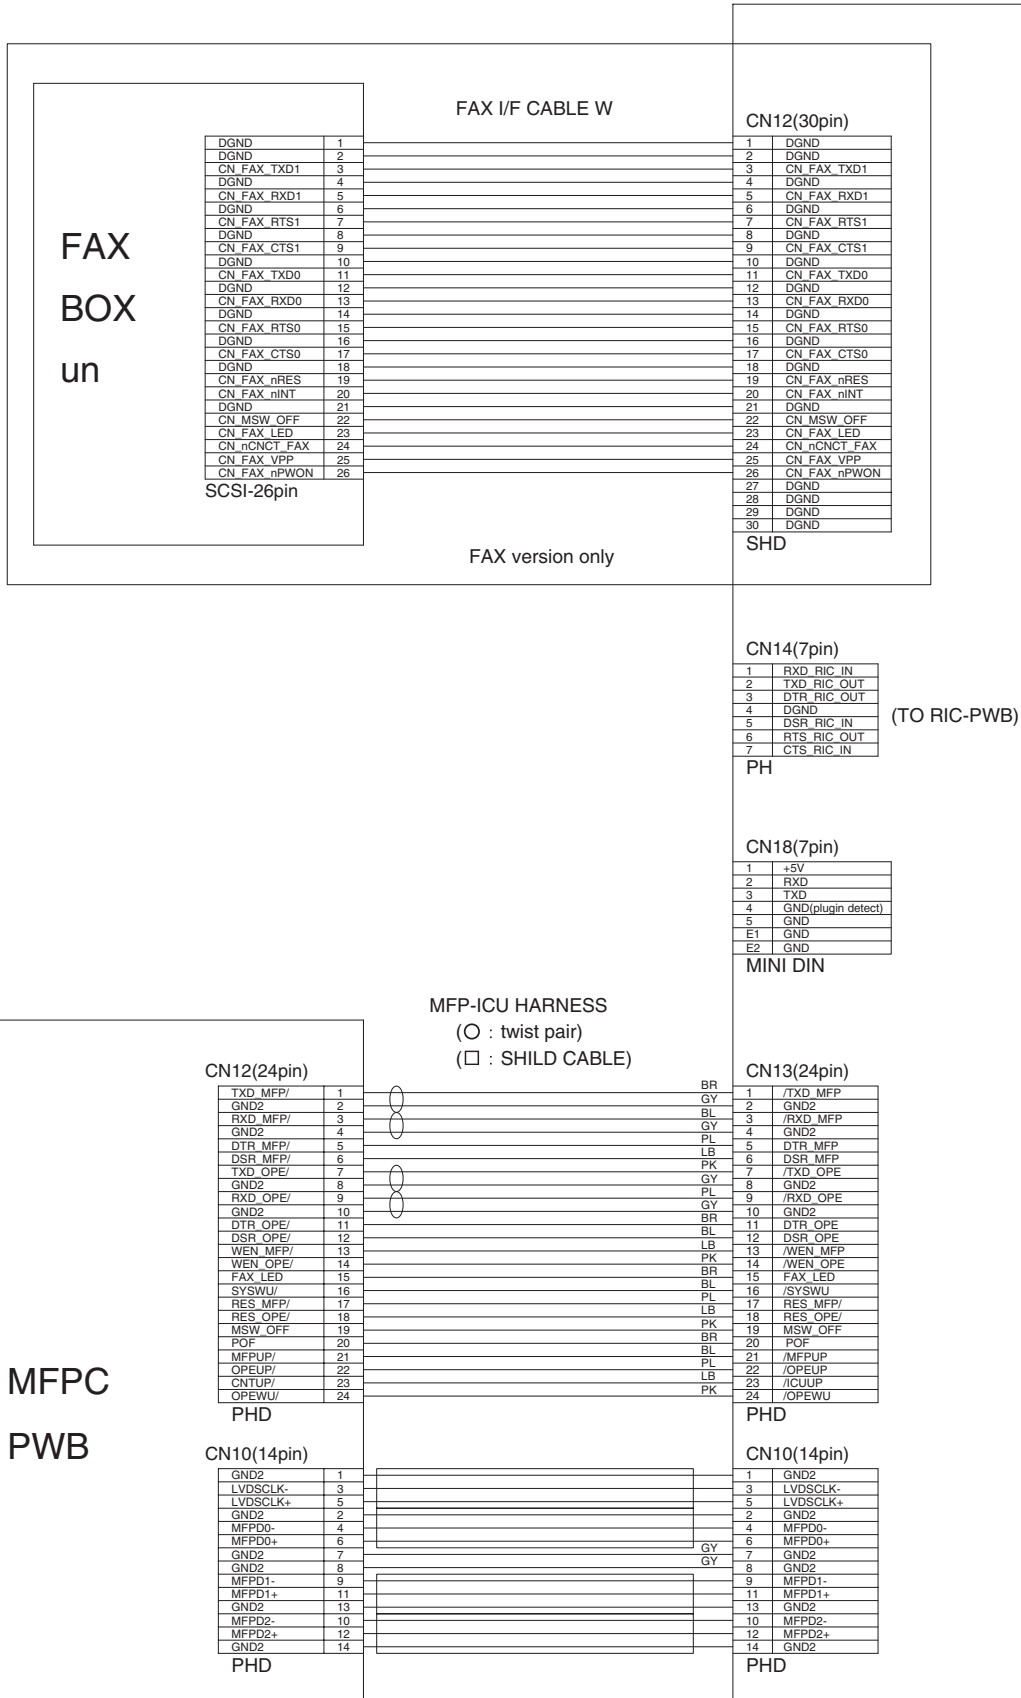 FAX I/F CABLE W
CN12(30pin)
DGND 1 1 DGND
DGND 2 2 DGND
CN_FAX_TXD1 3 3 CN_FAX_TXD1
DGND 4 4 DGND
CN_FAX_RXD1 5 5 CN_FAX_RXD1
DGND 6 6 DGND
CN_FAX_RTS1 7 7 CN_FAX_RTS1
DGND 8 8 DGND
CN_FAX_CTS1 9 9 CN_FAX_CTS1
DGND 10 10 DGND
CN_FAX_TXD0 11 11 CN_FAX_TXD0
DGND 12 12 DGND
CN_FAX_RXD0 13 13 CN_FAX_RXD0
DGND 14 14 DGND
CN_FAX_RTS0 15 15 CN_FAX_RTS0
DGND 16 16 DGND
CN_FAX_CTS0 17 17 CN_FAX_CTS0
DGND 18 18 DGND
CN_FAX_nRES 19 19 CN_FAX_nRES
CN_FAX_nINT 20 20 CN_FAX_nINT
DGND 21 21 DGND
CN_MSW_OFF 22 22 CN_MSW_OFF
CN_FAX_LED 23 23 CN_FAX_LED
CN_nCNCT_FAX 24 24 CN_nCNCT_FAX
CN_FAX_VPP 25 25 CN_FAX_VPP
CN_FAX_nPWON 26 26 CN_FAX_nPWON
27 DGND
28 DGND
29 DGND
30 DGND
FAX
BOX
un
SCSI-26pin
SHD
FAX version only
CN14(7pin)
1 RXD_RIC_IN
2 TXD_RIC_OUT
3 DTR_RIC_OUT
4 DGND
5 DSR_RIC_IN
6 RTS_RIC_OUT
7 CTS_RIC_IN
PH
(TO RIC-PWB)
CN18(7pin)
1 +5V
2 RXD
3 TXD
4 GND(plugin detect)
5 GND
E1 GND
E2 GND
MINI DIN
MFP-ICU HARNESS
(○ : twist pair)
(□ : SHILD CABLE)
CN12(24pin) CN13(24pin)
TXD_MFP/ 1 BR 1 /TXD_MFP
GND2 2 GY 2 GND2
RXD_MFP/ 3 BL 3 /RXD_MFP
GND2 4 GY 4 GND2
DTR_MFP/ 5 PL 5 DTR_MFP
DSR_MFP/ 6 LB 6 DSR_MFP
TXD_OPE/ 7 PK 7 /TXD_OPE
GND2 8 GY 8 GND2
RXD_OPE/ 9 PL 9 /RXD_OPE
GND2 10 GY 10 GND2
DTR_OPE/ 11 BR 11 DTR_OPE
DSR_OPE/ 12 BL 12 DSR_OPE
WEN_MFP/ 13 LB 13 /WEN_MFP
WEN_OPE/ 14 PK 14 /WEN_OPE
FAX_LED 15 BR 15 FAX_LED
SYSWU/ 16 BL 16 /SYSWU
RES_MFP/ 17 PL 17 RES_MFP/
RES_OPE/ 18 LB 18 RES_OPE/
MSW_OFF 19 PK 19 MSW_OFF
POF 20 BR 20 POF
MFPUP/ 21 BL 21 /MFPUP
OPEUP/ 22 PL 22 /OPEUP
CNTUP/ 23 LB 23 /ICUUP
OPEWU/ 24 PK 24 /OPEWU
PHD PHD
MFPC
PWB
CN10(14pin) CN10(14pin)
GND2 1 1 GND2
LVDSCLK- 3 3 LVDSCLK-
LVDSCLK+ 5 5 LVDSCLK+
GND2 2 2 GND2
MFPD0- 4 4 MFPD0-
MFPD0+ 6 6 MFPD0+
GND2 7 GY 7 GND2
GND2 8 GY 8 GND2
MFPD1- 9 9 MFPD1-
MFPD1+ 11 11 MFPD1+
GND2 13 13 GND2
MFPD2- 10 10 MFPD2-
MFPD2+ 12 12 MFPD2+
GND2 14 14 GND2
PHD PHD